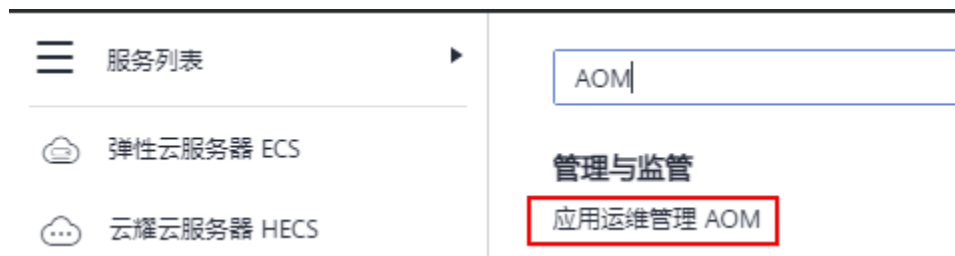 服务列表
弹性云服务器 ECS
云耀云服务器 HECS
AOM
管理与监管
应用运维管理 AOM